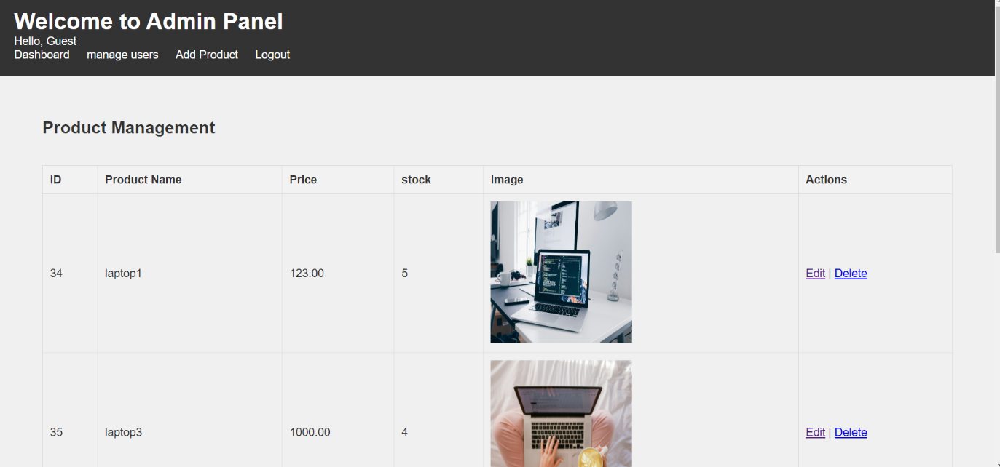 Welcome to Admin Panel
Hello, Guest
Dashboard manage users Add Product Logout
Product Management
ID Product Name Price stock Image Actions
34 laptop1 123.00 5 Edit | Delete
35 laptop3 1000.00 4 Edit | Delete